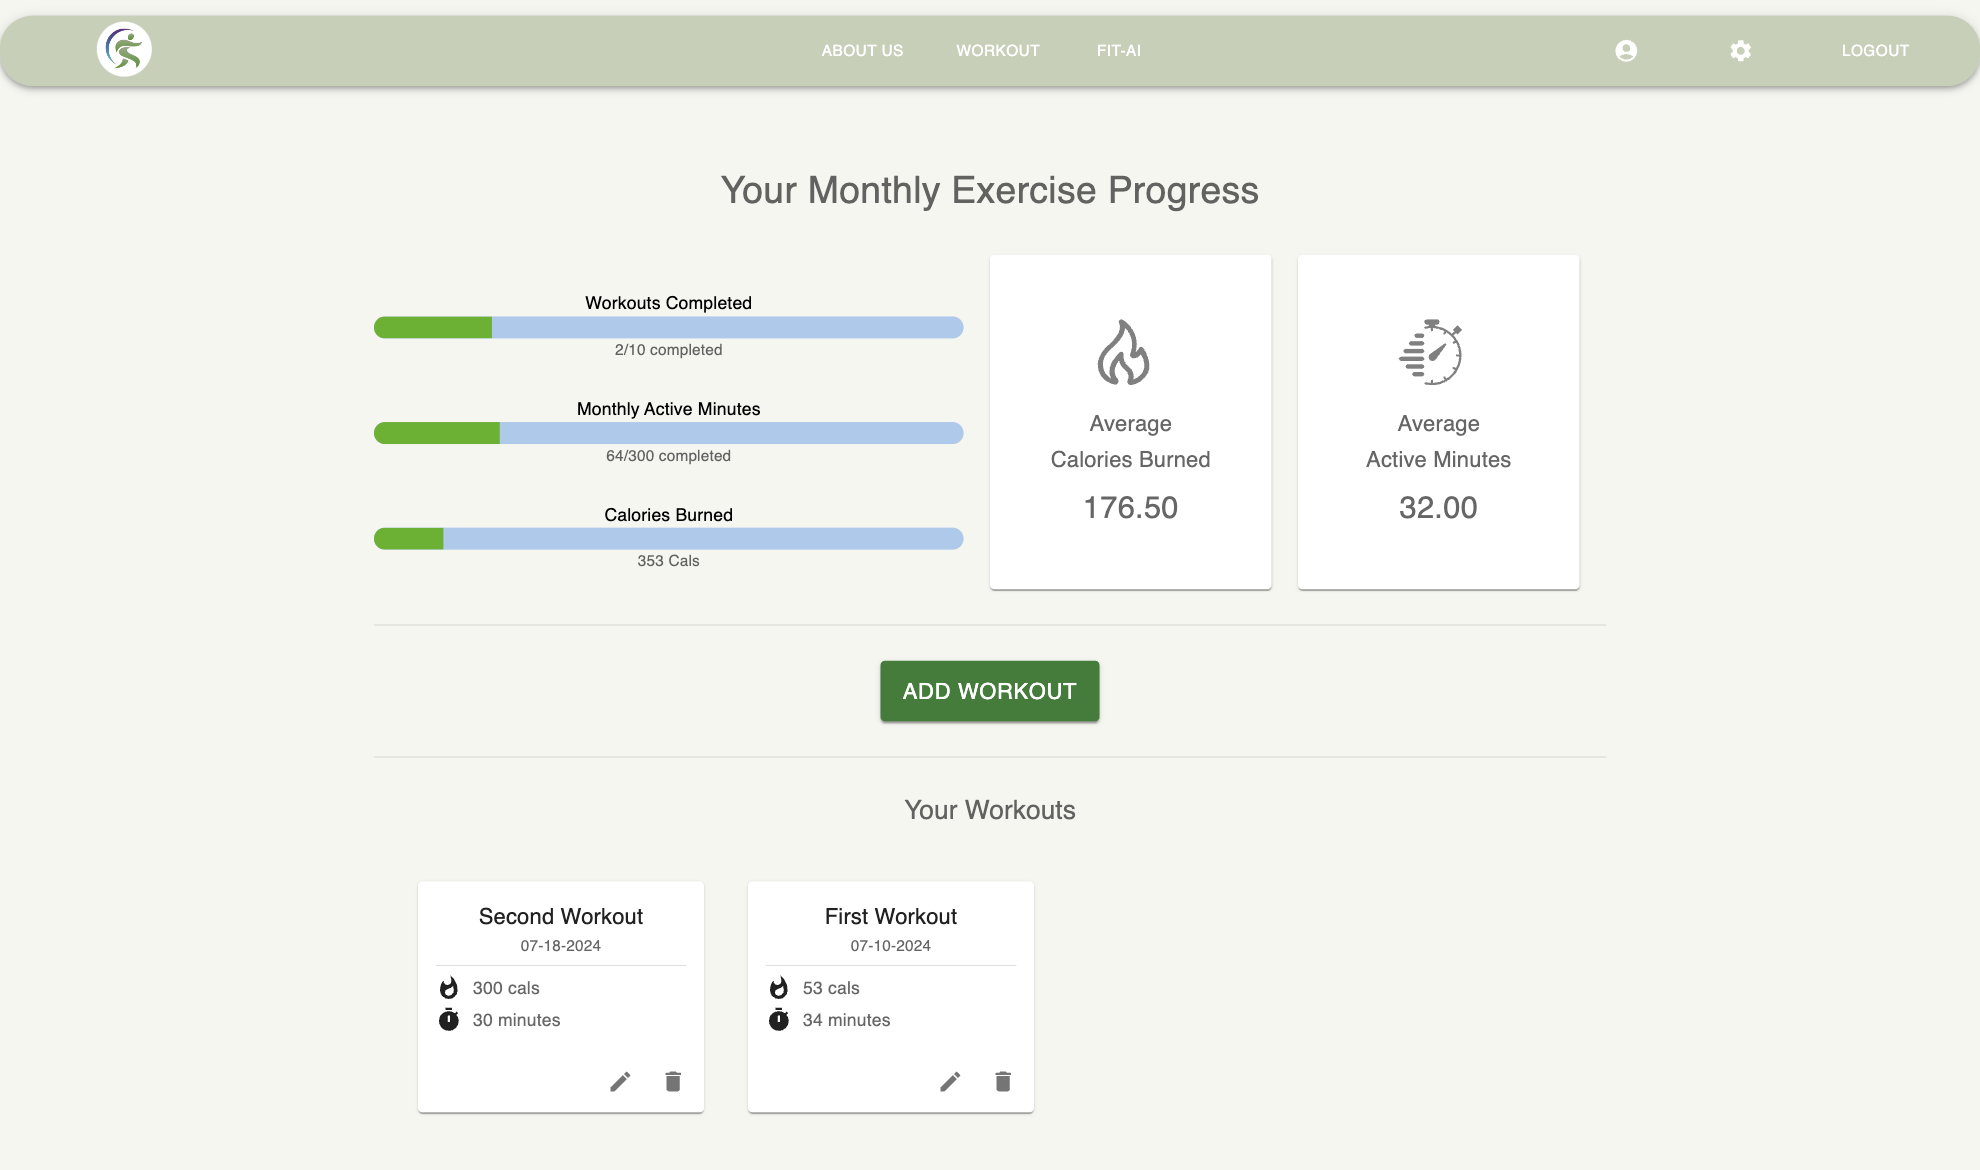 ABOUT US
WORKOUT
FIT-AI
LOGOUT
Your Monthly Exercise Progress
Workouts Completed
2/10 completed
Monthly Active Minutes
64/300 completed
Calories Burned
353 Cals
Average
Calories Burned
176.50
Average
Active Minutes
32.00
ADD WORKOUT
Your Workouts
Second Workout
07-18-2024
300 cals
30 minutes
First Workout
07-10-2024
53 cals
34 minutes